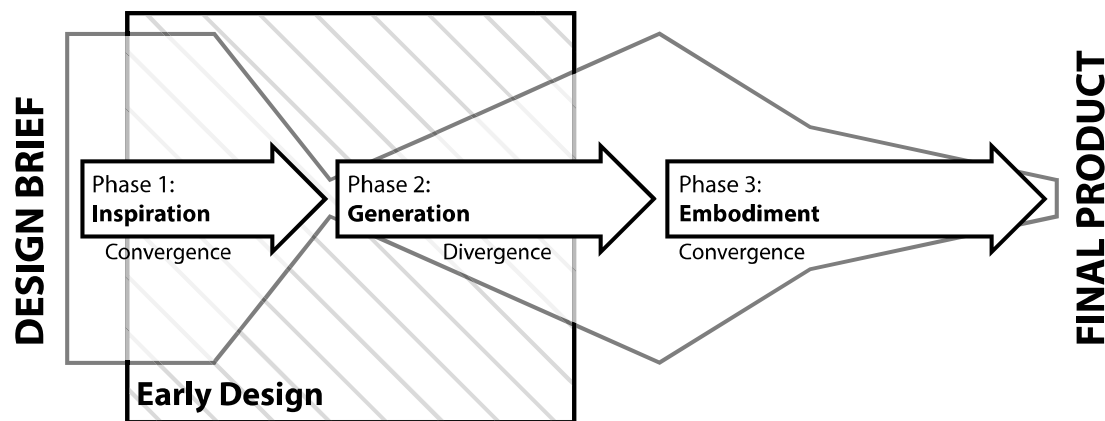 DESIGN BRIEF
Phase 1:
Inspiration
Convergence
Phase 2:
Generation
Divergence
Phase 3:
Embodiment
Convergence
FINAL PRODUCT
Early Design